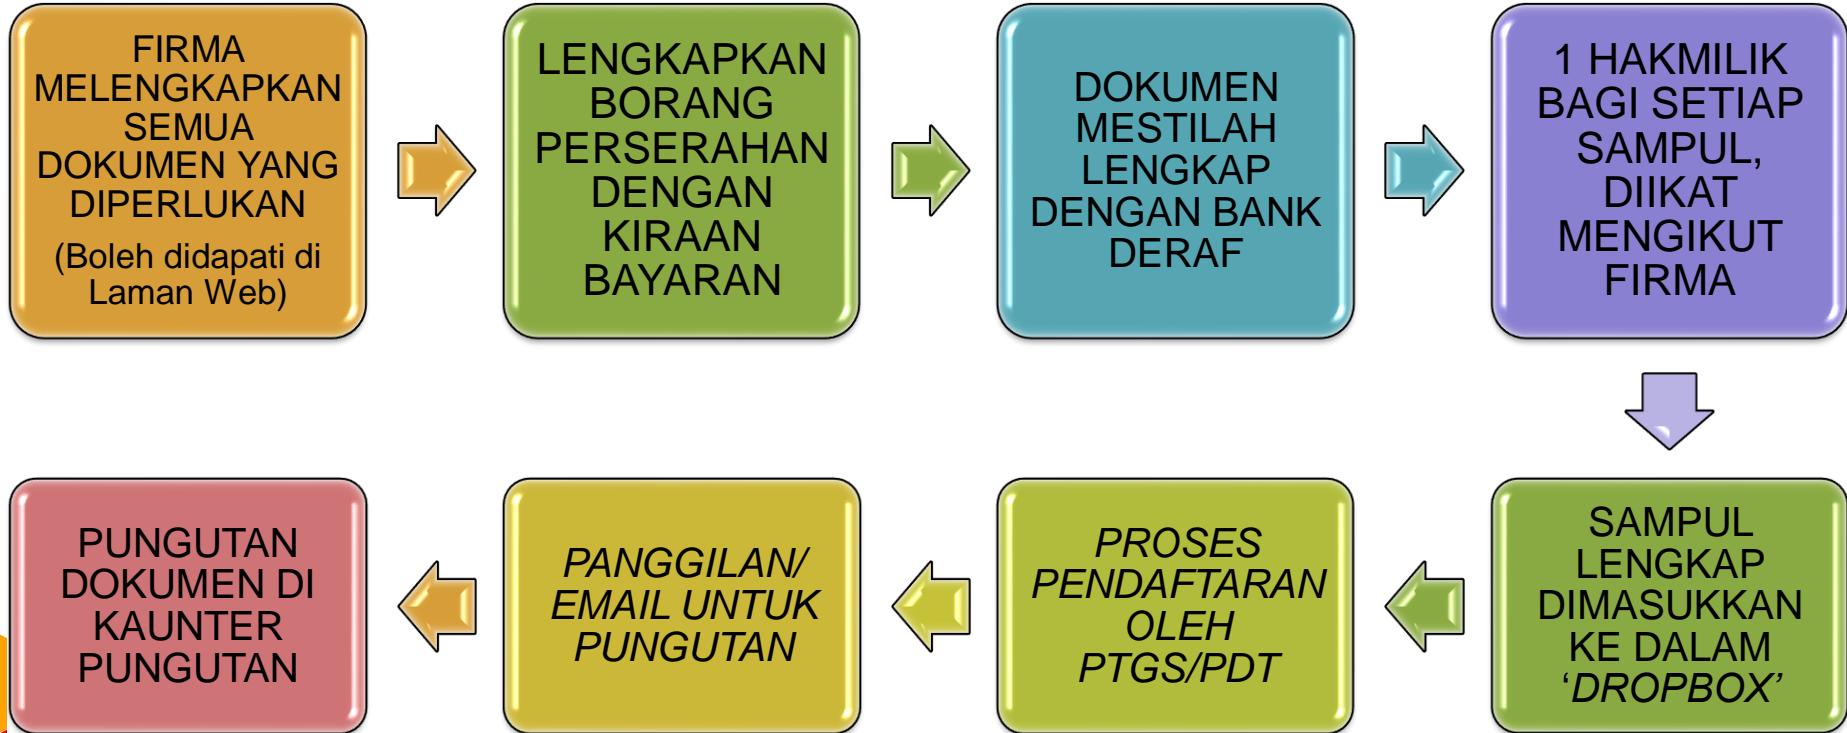 FIRMA
MELENGKAPKAN
SEMUA
DOKUMEN YANG
DIPERLUKAN
(Boleh didapati di
Laman Web)
LENGKAPKAN
BORANG
PERSERAHAN
DENGAN
KIRAAN
BAYARAN
DOKUMEN
MESTILAH
LENGKAP
DENGAN BANK
DERAF
1 HAKMILIK
BAGI SETIAP
SAMPUL,
DIIKAT
MENGIKUT
FIRMA
SAMPUL
LENGKAP
DIMASUKKAN
KE DALAM
‘DROPBOX’
PROSES
PENDAFTARAN
OLEH
PTGS/PDT
PANGGILAN/
EMAIL UNTUK
PUNGUTAN
PUNGUTAN
DOKUMEN DI
KAUNTER
PUNGUTAN